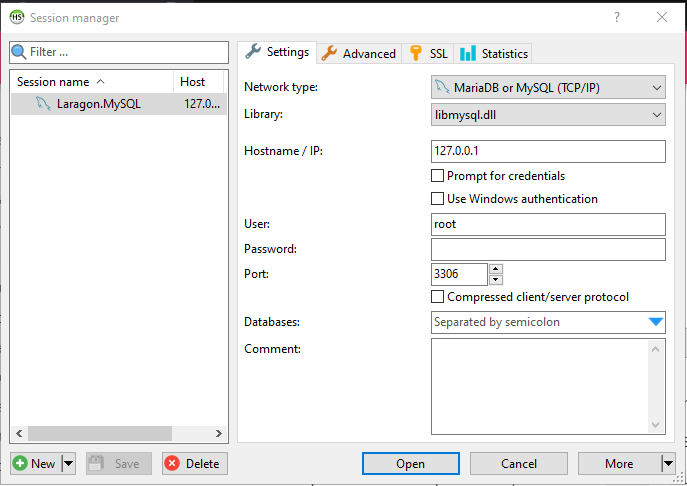 HS Session manager
Filter ...
Session name Host
Laragon.MySQL 127.0...
Settings Advanced SSL Statistics
Network type: MariaDB or MySQL (TCP/IP)
Library: libmysql.dll
Hostname / IP: 127.0.0.1
Prompt for credentials
Use Windows authentication
User: root
Password:
Port: 3306
Compressed client/server protocol
Databases: Separated by semicolon
Comment:
New Save Delete Open Cancel More